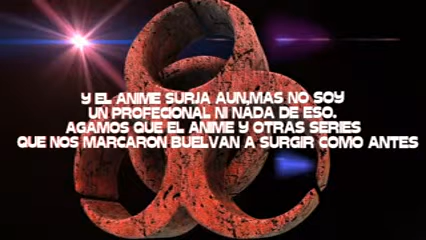 Y EL ANIME SURJA AUN,MAS NO SOY
UN PROFECIONAL NI NADA DE ESO.
AGAMOS QUE EL ANIME Y OTRAS SERIES
QUE NOS MARCARON BUELVAN A SURGIR COMO ANTES